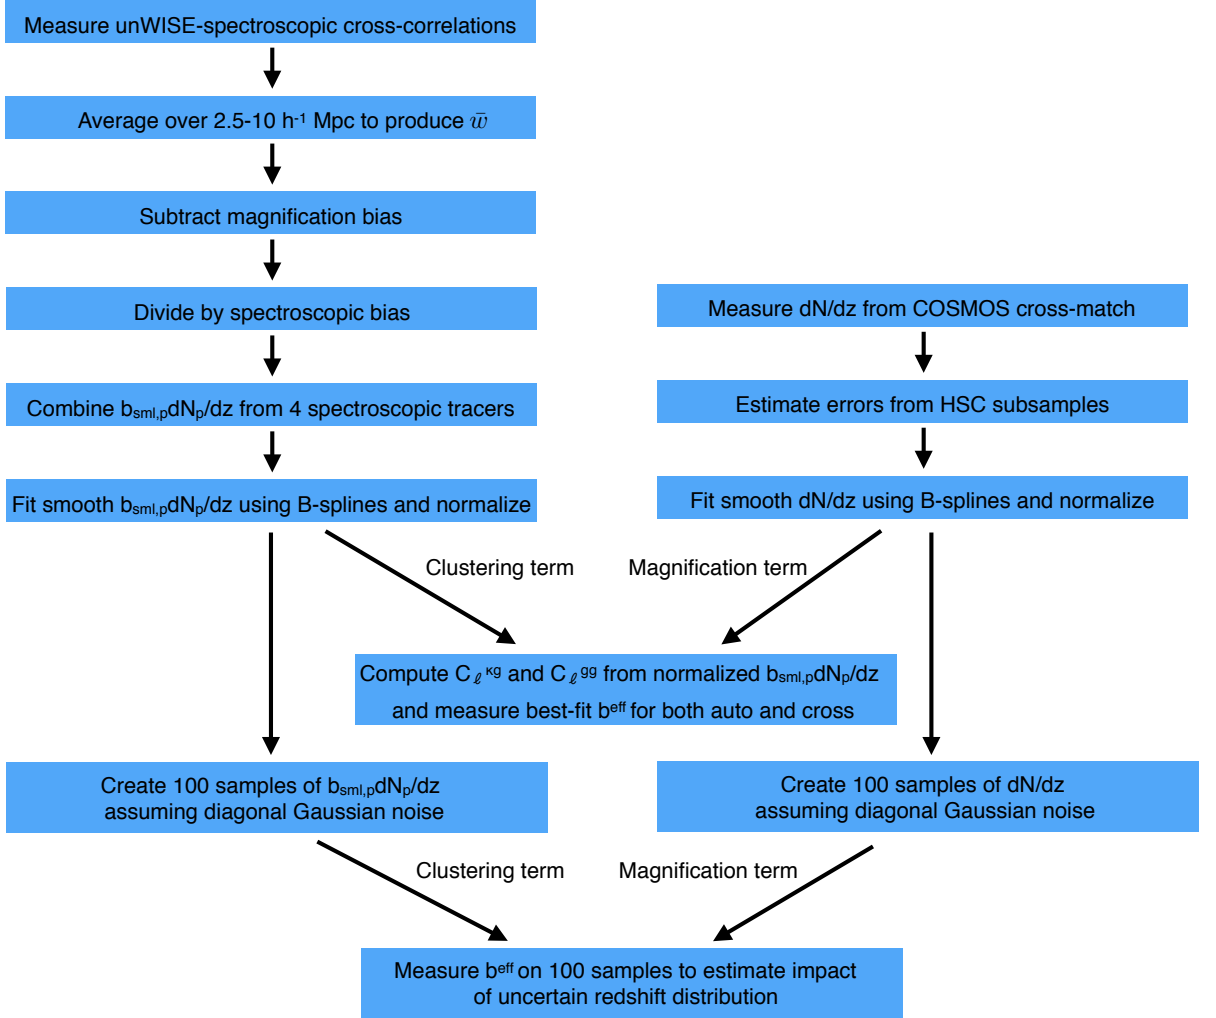 Measure unWISE-spectroscopic cross-correlations
Average over 2.5-10 h⁻¹ Mpc to produce w̄
Subtract magnification bias
Divide by spectroscopic bias
Combine bₛₘₗ,ₚdNₚ/dz from 4 spectroscopic tracers
Fit smooth bₛₘₗ,ₚdNₚ/dz using B-splines and normalize
Measure dN/dz from COSMOS cross-match
Estimate errors from HSC subsamples
Fit smooth dN/dz using B-splines and normalize
Clustering term
Magnification term
Compute C_ℓ^κg and C_ℓ^gg from normalized bₛₘₗ,ₚdNₚ/dz
and measure best-fit b^eff for both auto and cross
Create 100 samples of bₛₘₗ,ₚdNₚ/dz
assuming diagonal Gaussian noise
Create 100 samples of dN/dz
assuming diagonal Gaussian noise
Clustering term
Magnification term
Measure b^eff on 100 samples to estimate impact
of uncertain redshift distribution